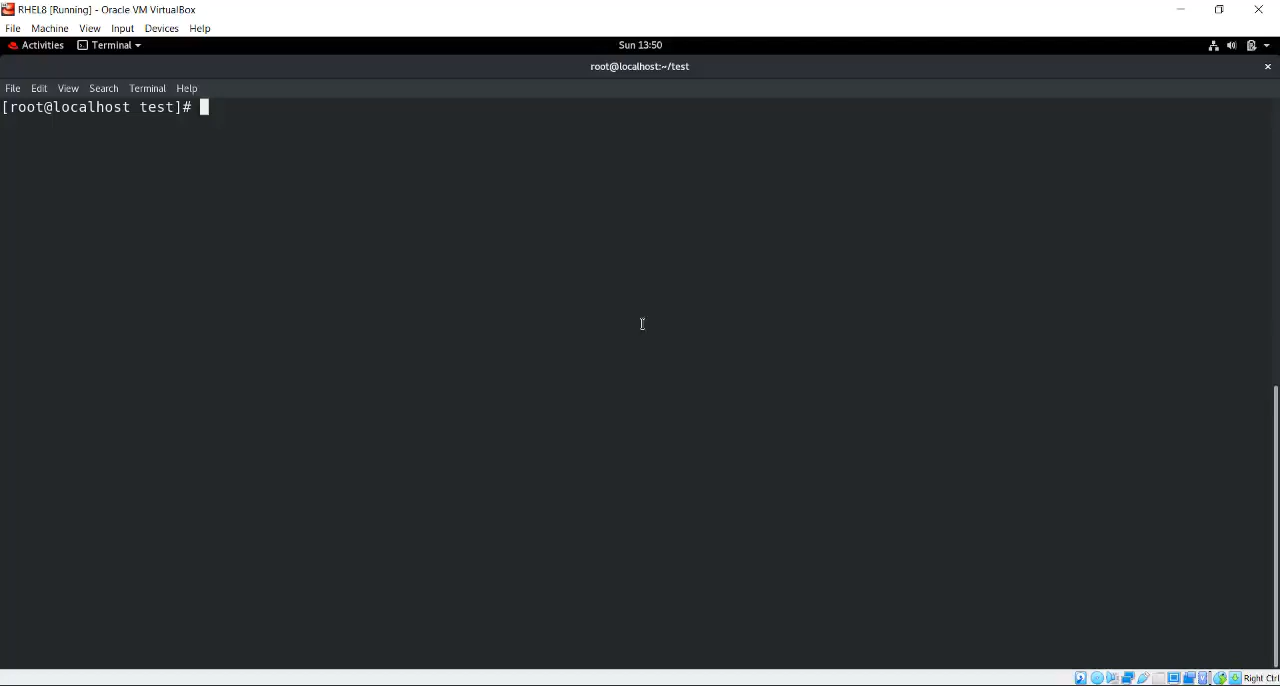 RHEL8 [Running] - Oracle VM VirtualBox
File Machine View Input Devices Help
Activities Terminal Sun 13:50
root@localhost:~/test
File Edit View Search Terminal Help
[root@localhost test]#
Right Ctrl